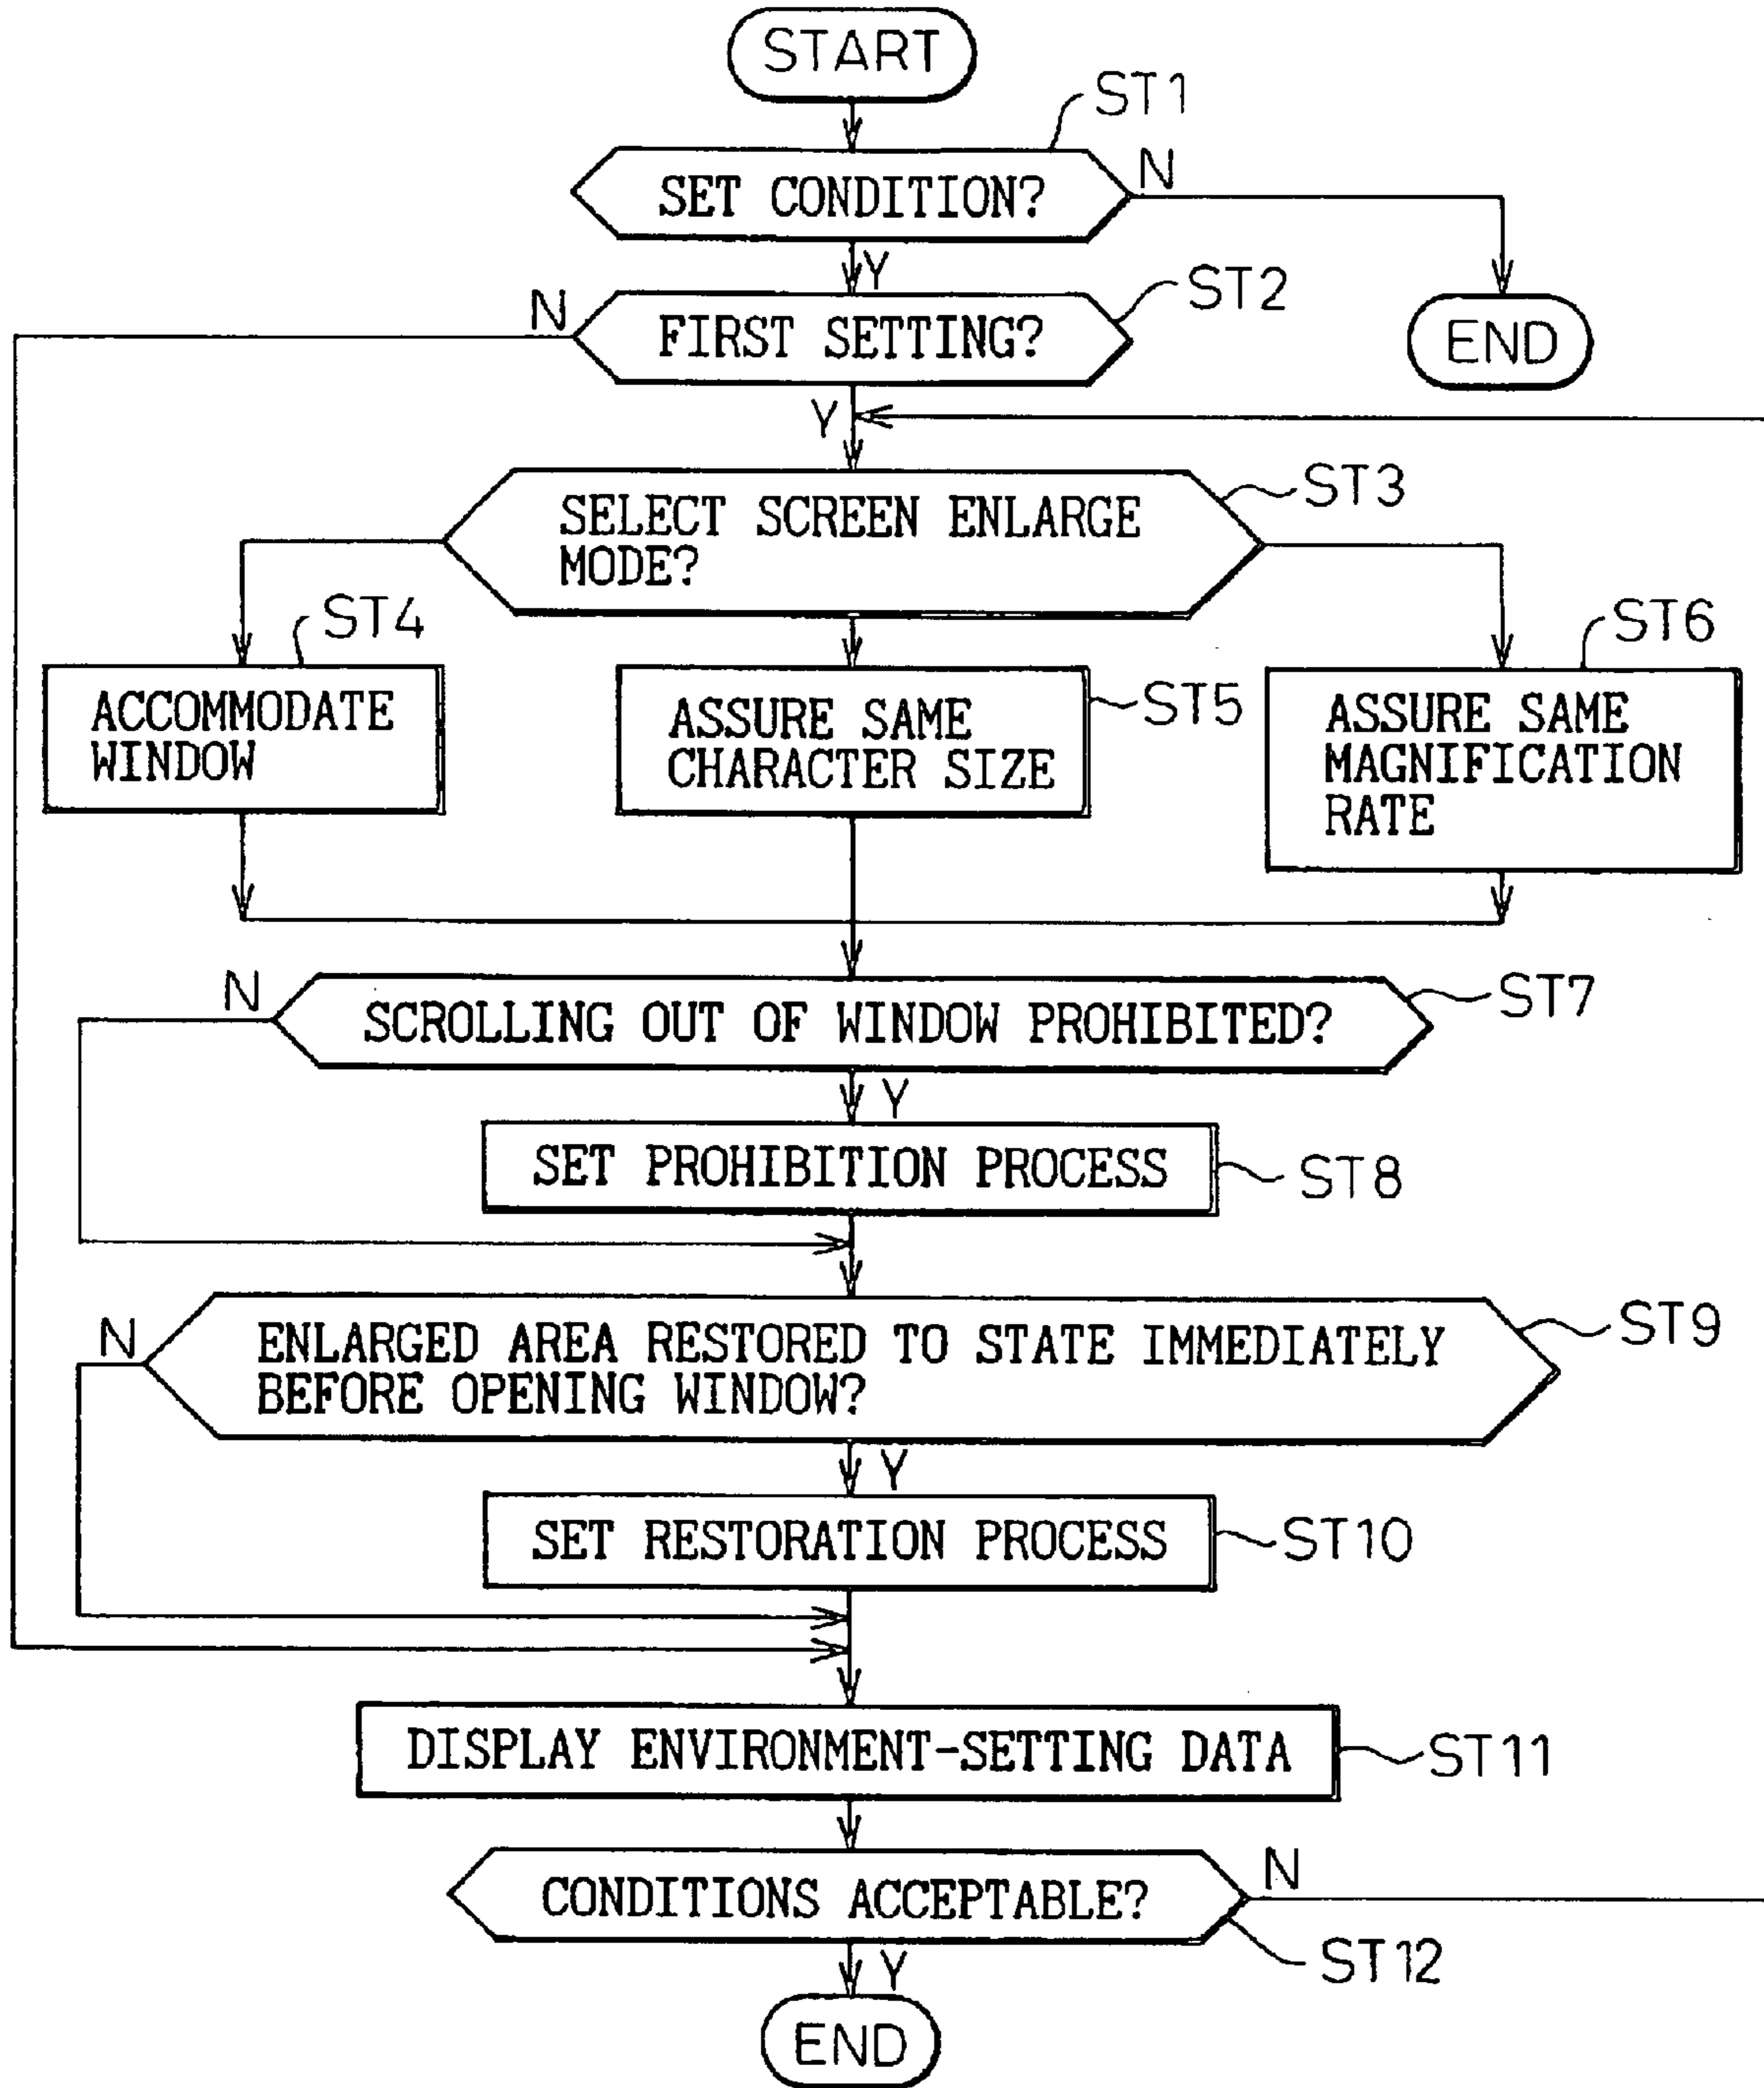 START
ST1
SET CONDITION?
N
Y
ST2
N
FIRST SETTING?
END
Y
ST3
SELECT SCREEN ENLARGE
MODE?
ST4
ST6
ACCOMMODATE
WINDOW
ASSURE SAME
CHARACTER SIZE
ST5
ASSURE SAME
MAGNIFICATION
RATE
N
ST7
SCROLLING OUT OF WINDOW PROHIBITED?
Y
SET PROHIBITION PROCESS
ST8
N
ST9
ENLARGED AREA RESTORED TO STATE IMMEDIATELY
BEFORE OPENING WINDOW?
Y
SET RESTORATION PROCESS
ST10
DISPLAY ENVIRONMENT-SETTING DATA
ST11
N
CONDITIONS ACCEPTABLE?
ST12
Y
END